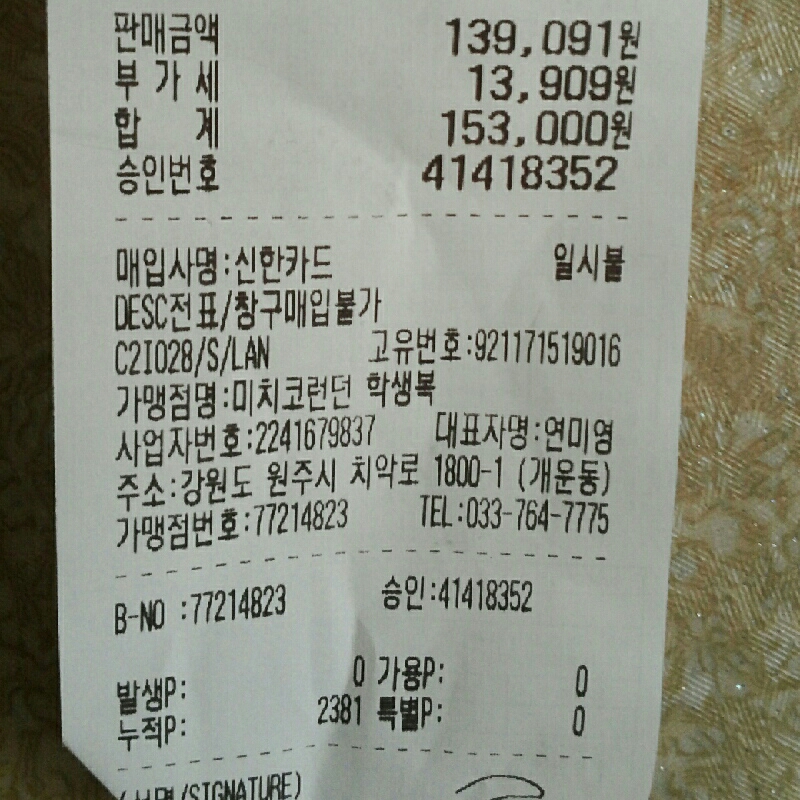 판매금액 139,091원
부 가 세 13,909원
합 계 153,000원
승인번호 41418352
매입사명:신한카드 일시불
DESC전표/창구매입불가
C2I028/S/LAN 고유번호:921171519016
가맹점명:미치코런던 학생복
사업자번호:2241679837 대표자명:연미영
주소:강원도 원주시 치악로 1800-1 (개운동)
가맹점번호:77214823 TEL:033-764-7775
B-NO :77214823 승인:41418352
발생P: 0 가용P: 0
누적P: 2381 특별P: 0
(서명/SIGNATURE)